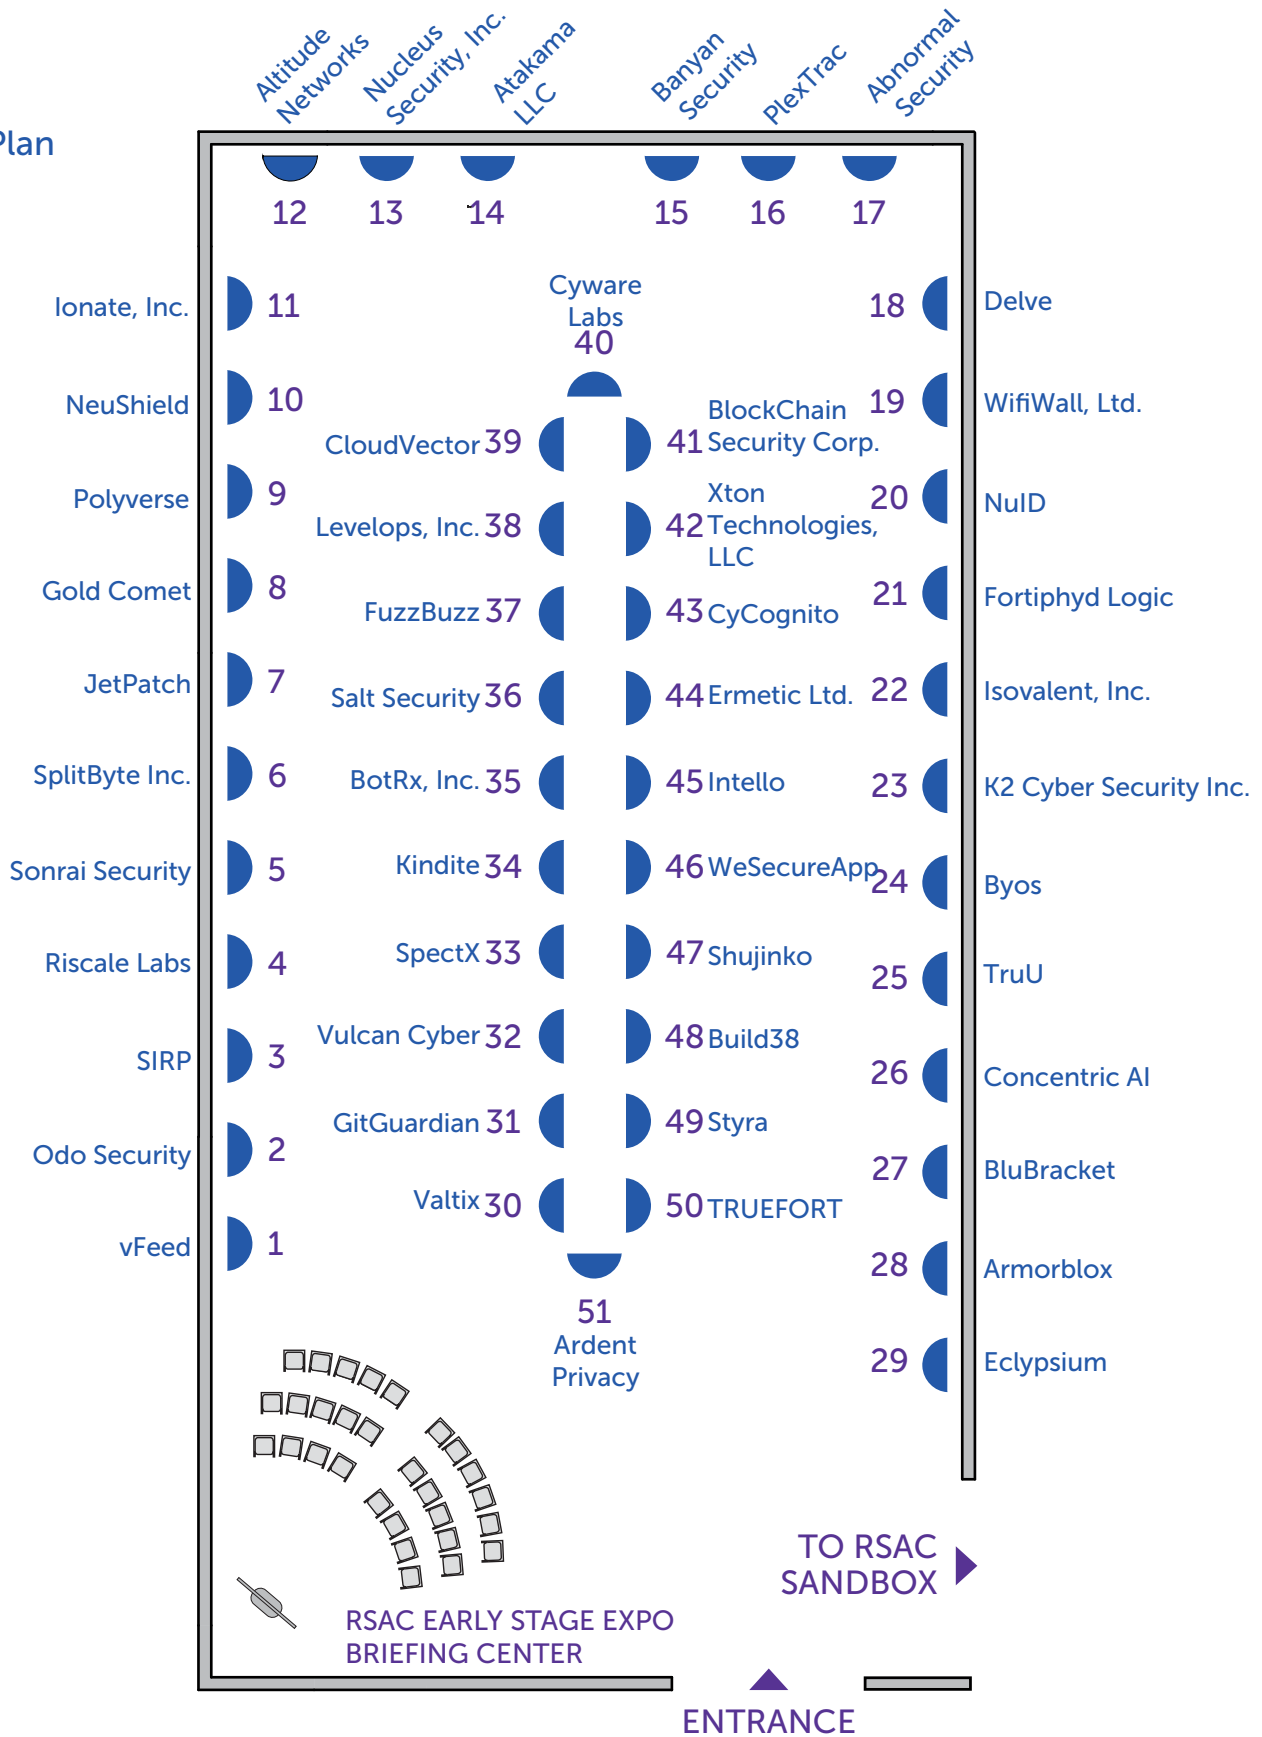 Plan
Altitude
Networks
Nucleus
Security, Inc.
Atakama
LLC
Banyan
Security
PlexTrac
Abnormal
Security
12
13
14
15
16
17
Ionate, Inc.
11
NeuShield
10
Polyverse
9
Gold Comet
8
JetPatch
7
SplitByte Inc.
6
Sonrai Security
5
Riscale Labs
4
SIRP
3
Odo Security
2
vFeed
1
Cyware
Labs
40
CloudVector 39
Levelops, Inc. 38
FuzzBuzz 37
Salt Security 36
BotRx, Inc. 35
Kindite 34
SpectX 33
Vulcan Cyber 32
GitGuardian 31
Valtix 30
BlockChain
41 Security Corp.
Xton
42 Technologies,
LLC
43 CyCognito
44 Ermetic Ltd.
45 Intello
46 WeSecureApp
47 Shujinko
48 Build38
49 Styra
50 TRUEFORT
51
Ardent
Privacy
18 Delve
19 WifiWall, Ltd.
20 NuID
21 Fortiphyd Logic
22 Isovalent, Inc.
23 K2 Cyber Security Inc.
24 Byos
25 TruU
26 Concentric AI
27 BluBracket
28 Armorblox
29 Eclypsium
TO RSAC
SANDBOX
RSAC EARLY STAGE EXPO
BRIEFING CENTER
ENTRANCE